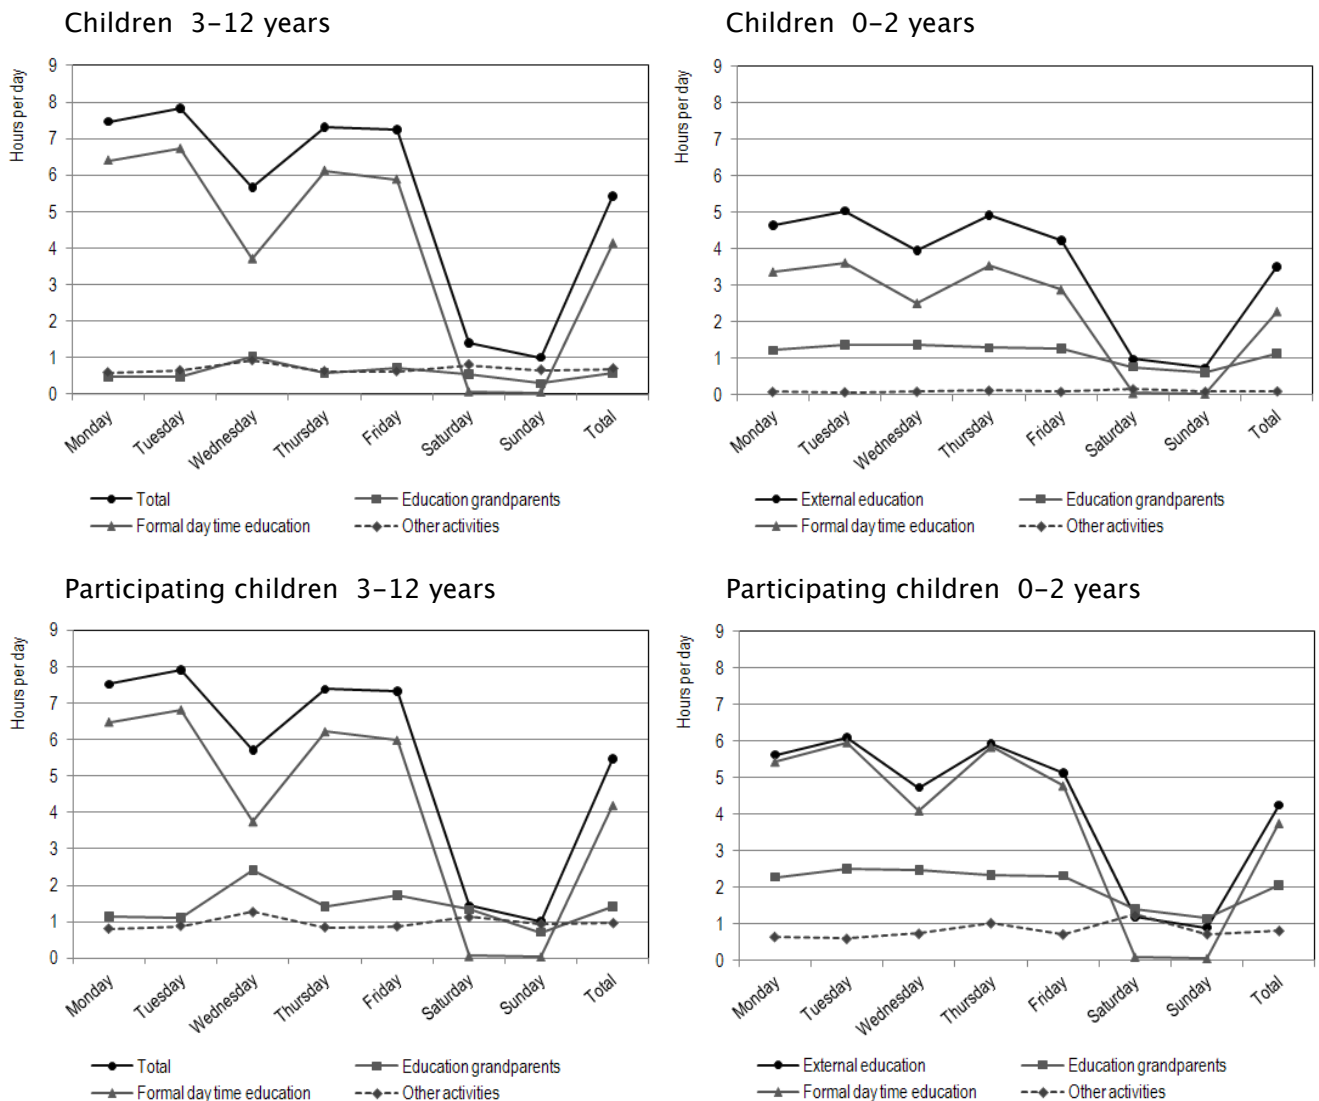 Children 3-12 years
Hours per day
9
8
7
6
5
4
3
2
1
0
Monday
Tuesday
Wednesday
Thursday
Friday
Saturday
Sunday
Total
Total
Education grandparents
Formal day time education
Other activities
Children 0-2 years
Hours per day
9
8
7
6
5
4
3
2
1
0
Monday
Tuesday
Wednesday
Thursday
Friday
Saturday
Sunday
Total
External education
Education grandparents
Formal day time education
Other activities
Participating children 3-12 years
Hours per day
9
8
7
6
5
4
3
2
1
0
Monday
Tuesday
Wednesday
Thursday
Friday
Saturday
Sunday
Total
Total
Education grandparents
Formal day time education
Other activities
Participating children 0-2 years
Hours per day
9
8
7
6
5
4
3
2
1
0
Monday
Tuesday
Wednesday
Thursday
Friday
Saturday
Sunday
Total
External education
Education grandparents
Formal day time education
Other activities